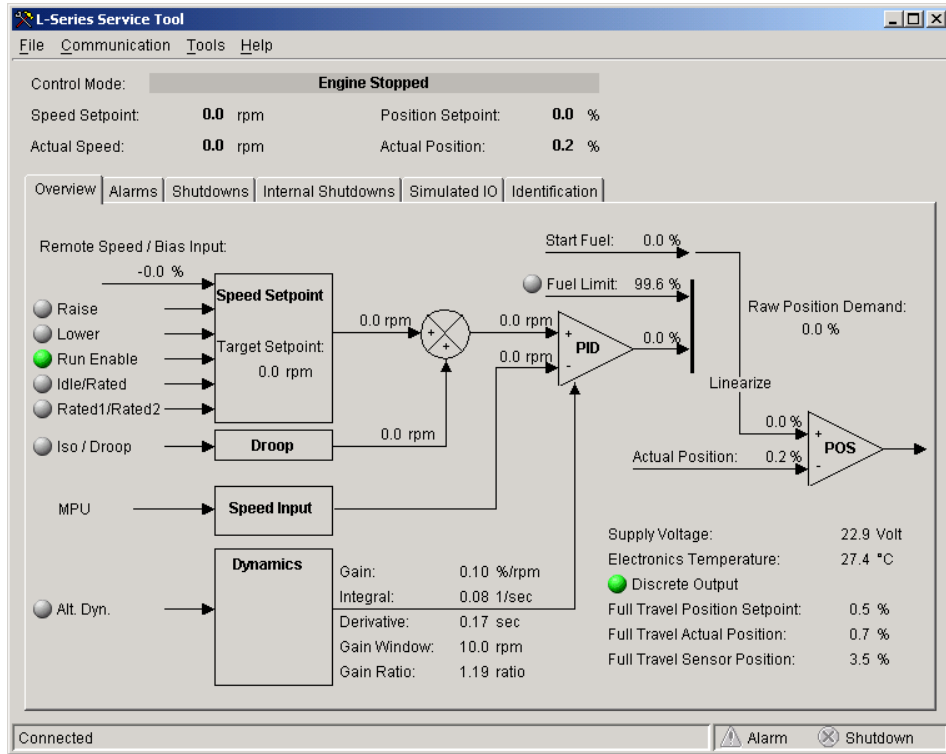 L-Series Service Tool
File Communication Tools Help
Control Mode: Engine Stopped
Speed Setpoint: 0.0 rpm Position Setpoint: 0.0 %
Actual Speed: 0.0 rpm Actual Position: 0.2 %
Overview Alarms Shutdowns Internal Shutdowns Simulated IO Identification
Remote Speed / Bias Input:
-0.0 %
Raise
Lower
Run Enable
Idle/Rated
Rated1/Rated2
Speed Setpoint
Target Setpoint:
0.0 rpm
0.0 rpm
+
+
Iso / Droop
Droop
0.0 rpm
MPU
Speed Input
Alt. Dyn.
Dynamics
Gain: 0.10 %/rpm
Integral: 0.08 1/sec
Derivative: 0.17 sec
Gain Window: 10.0 rpm
Gain Ratio: 1.19 ratio
Start Fuel: 0.0 %
Fuel Limit: 99.6 %
0.0 rpm
0.0 rpm
+
PID
-
0.0 %
Raw Position Demand:
0.0 %
Linearize
0.0 %
Actual Position: 0.2 %
+
POS
-
Supply Voltage: 22.9 Volt
Electronics Temperature: 27.4 °C
Discrete Output
Full Travel Position Setpoint: 0.5 %
Full Travel Actual Position: 0.7 %
Full Travel Sensor Position: 3.5 %
Connected Alarm Shutdown